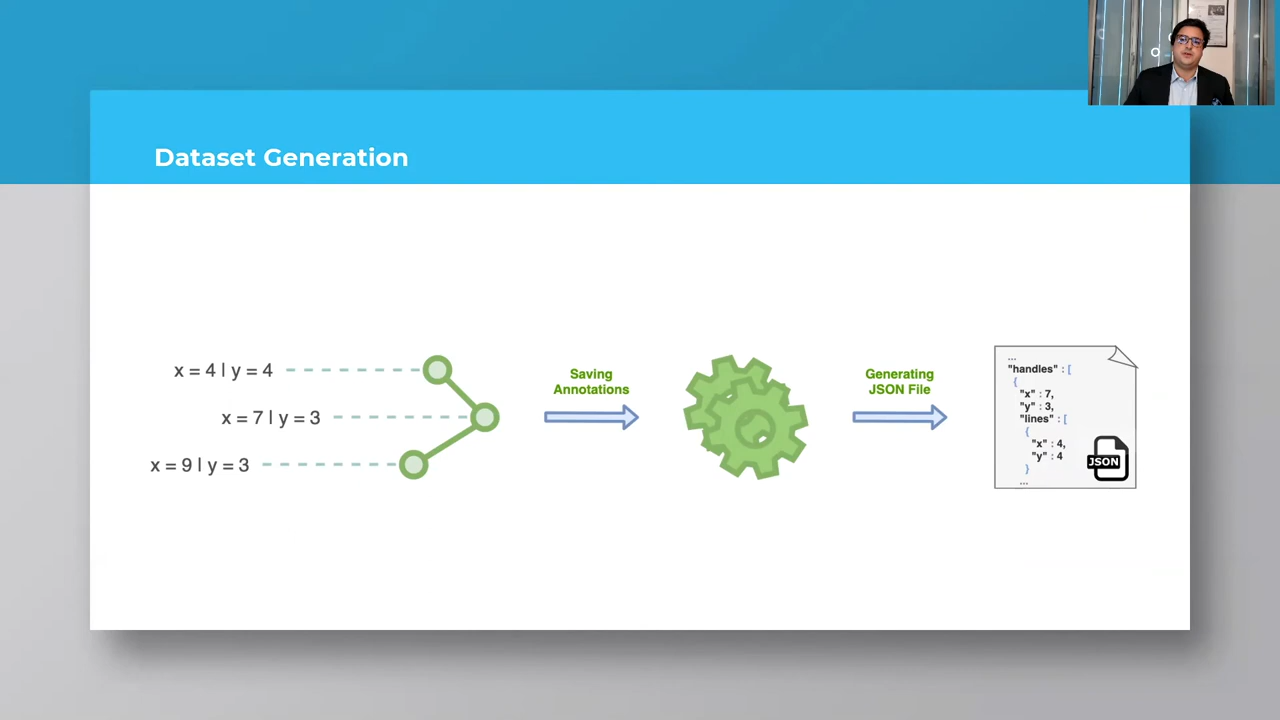 Dataset Generation
x = 4 | y = 4
x = 7 | y = 3
x = 9 | y = 3
Saving
Annotations
Generating
JSON File
...
"handles" : [
{
"x" : 7,
"y" : 3,
"lines" : [
{
"x" : 4,
"y" : 4
}
...
JSON